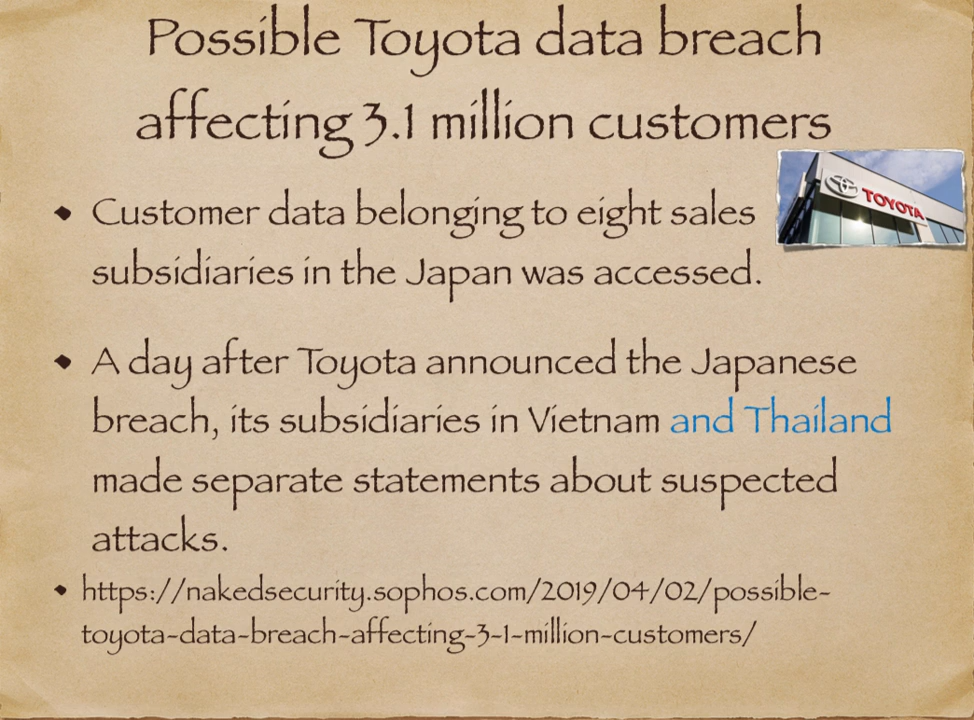 Possible Toyota data breach
affecting 3.1 million customers
TOYOTA
• Customer data belonging to eight sales
subsidiaries in the Japan was accessed.
• A day after Toyota announced the Japanese
breach, its subsidiaries in Vietnam and Thailand
made separate statements about suspected
attacks.
• https://nakedsecurity.sophos.com/2019/04/02/possible-
toyota-data-breach-affecting-3-1-million-customers/